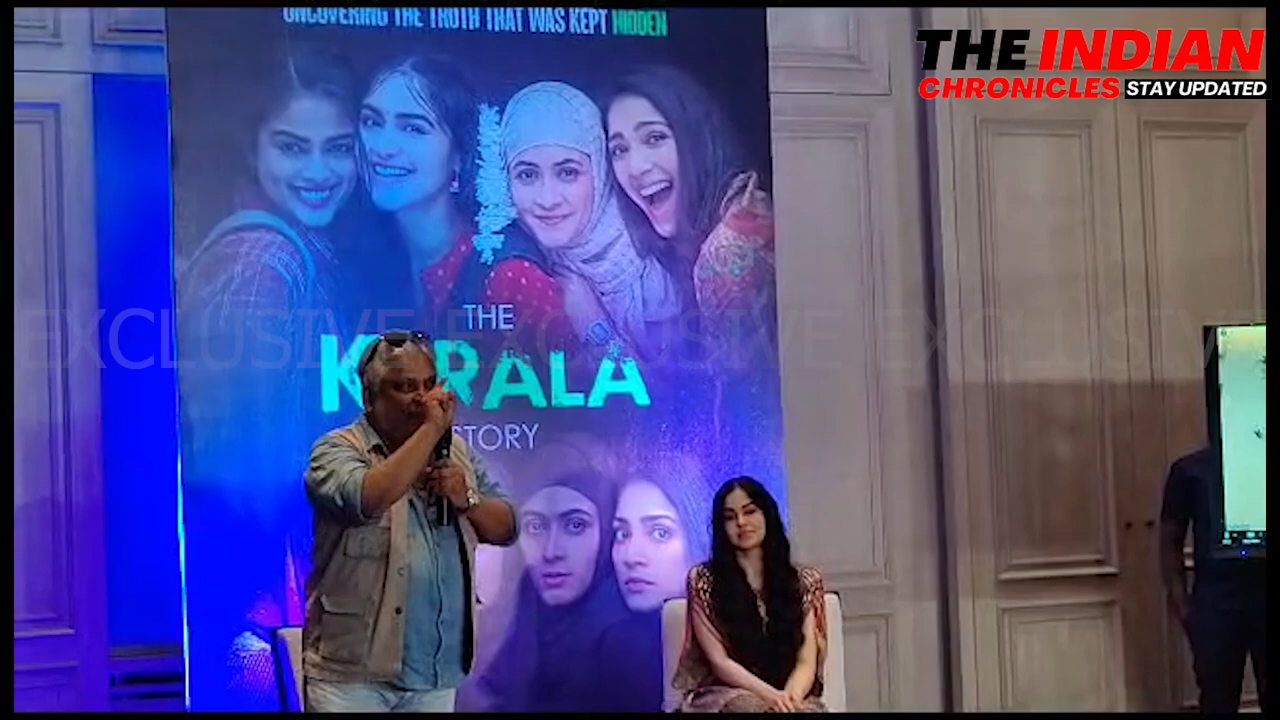 UNCOVERING THE TRUTH THAT WAS KEPT HIDDEN
THE INDIAN
CHRONICLES STAY UPDATED
THE
EXCLUSIVE EXCLUSIVE EXCLUSIVE
KERALA
STORY